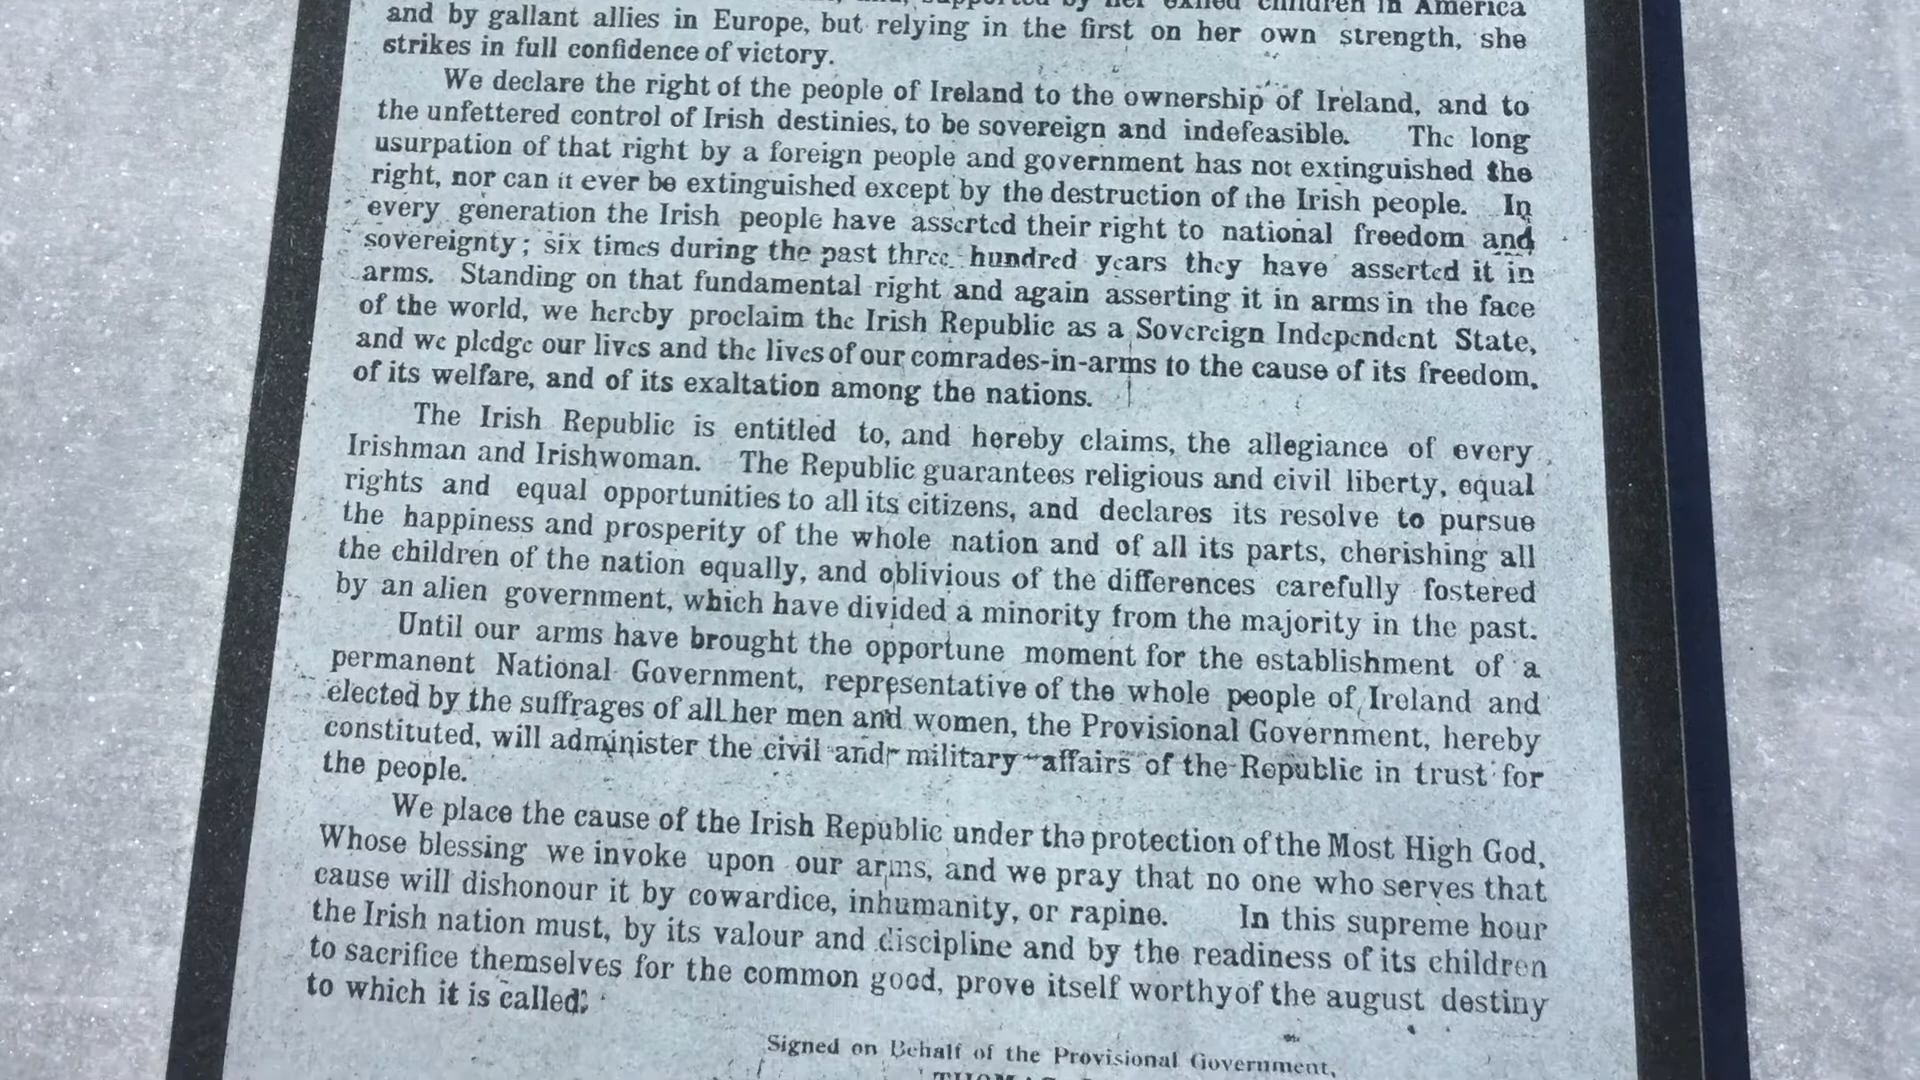 supported by her exiled children in America
and by gallant allies in Europe, but relying in the first on her own strength, she
strikes in full confidence of victory.
We declare the right of the people of Ireland to the ownership of Ireland, and to
the unfettered control of Irish destinies, to be sovereign and indefeasible. The long
usurpation of that right by a foreign people and government has not extinguished the
right, nor can it ever be extinguished except by the destruction of the Irish people. In
every generation the Irish people have asserted their right to national freedom and
sovereignty; six times during the past three hundred years they have asserted it in
arms. Standing on that fundamental right and again asserting it in arms in the face
of the world, we hereby proclaim the Irish Republic as a Sovereign Independent State,
and we pledge our lives and the lives of our comrades-in-arms to the cause of its freedom,
of its welfare, and of its exaltation among the nations.
The Irish Republic is entitled to, and hereby claims, the allegiance of every
Irishman and Irishwoman. The Republic guarantees religious and civil liberty, equal
rights and equal opportunities to all its citizens, and declares its resolve to pursue
the happiness and prosperity of the whole nation and of all its parts, cherishing all
the children of the nation equally, and oblivious of the differences carefully fostered
by an alien government, which have divided a minority from the majority in the past.
Until our arms have brought the opportune moment for the establishment of a
permanent National Government, representative of the whole people of Ireland and
elected by the suffrages of all her men and women, the Provisional Government, hereby
constituted, will administer the civil and military affairs of the Republic in trust for
the people.
We place the cause of the Irish Republic under tha protection of the Most High God,
Whose blessing we invoke upon our arms, and we pray that no one who serves that
cause will dishonour it by cowardice, inhumanity, or rapine. In this supreme hour
the Irish nation must, by its valour and discipline and by the readiness of its children
to sacrifice themselves for the common good, prove itself worthy of the august destiny
to which it is called.
Signed on Behalf of the Provisional Government,